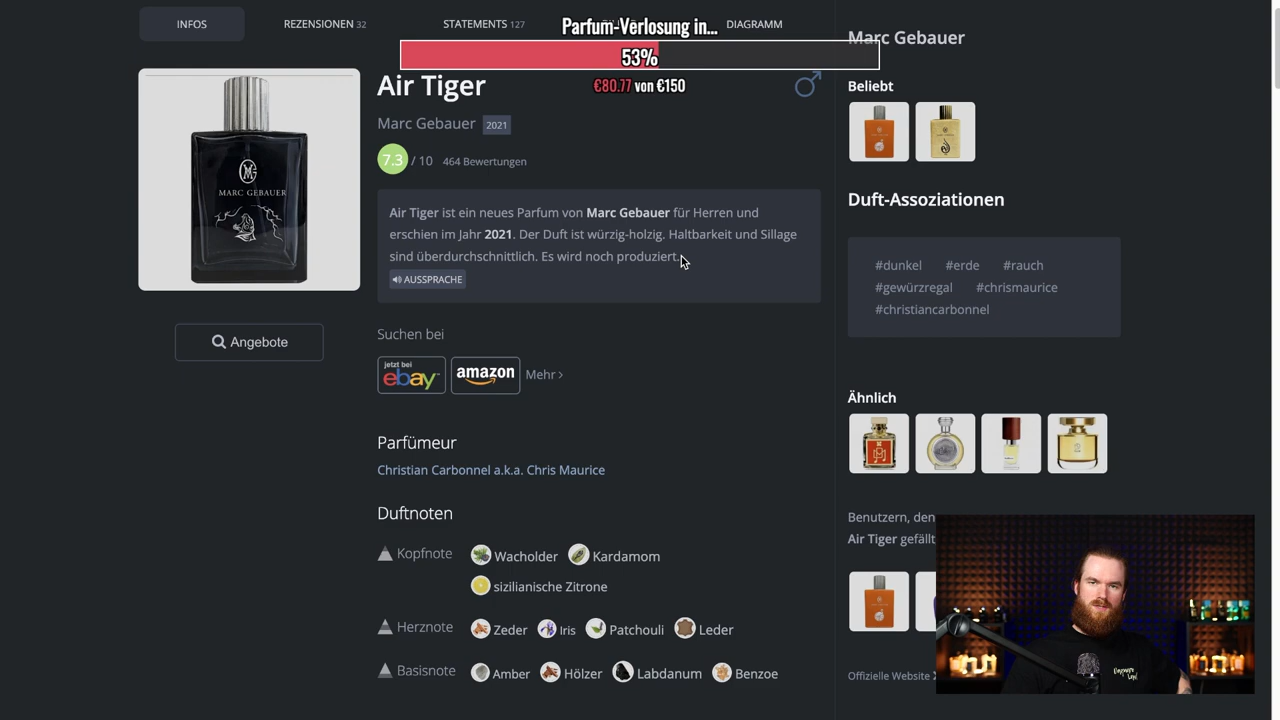 INFOS
REZENSIONEN 32
STATEMENTS 127
DIAGRAMM
Parfum-Verlosung in...
53%
€80.77 von €150
MARC GEBAUER
Angebote
Air Tiger
Marc Gebauer 2021
7.3 / 10 464 Bewertungen
Air Tiger ist ein neues Parfum von Marc Gebauer für Herren und
erschien im Jahr 2021. Der Duft ist würzig-holzig. Haltbarkeit und Sillage
sind überdurchschnittlich. Es wird noch produziert.
AUSSPRACHE
Suchen bei
jetzt bei
ebay
amazon
Mehr
Parfümeur
Christian Carbonnel a.k.a. Chris Maurice
Duftnoten
Kopfnote Wacholder Kardamom
sizilianische Zitrone
Herznote Zeder Iris Patchouli Leder
Basisnote Amber Hölzer Labdanum Benzoe
Marc Gebauer
Beliebt
Duft-Assoziationen
#dunkel #erde #rauch
#gewürzregal #chrismaurice
#christiancarbonnel
Ähnlich
Benutzern, den
Air Tiger gefällt
Offizielle Website